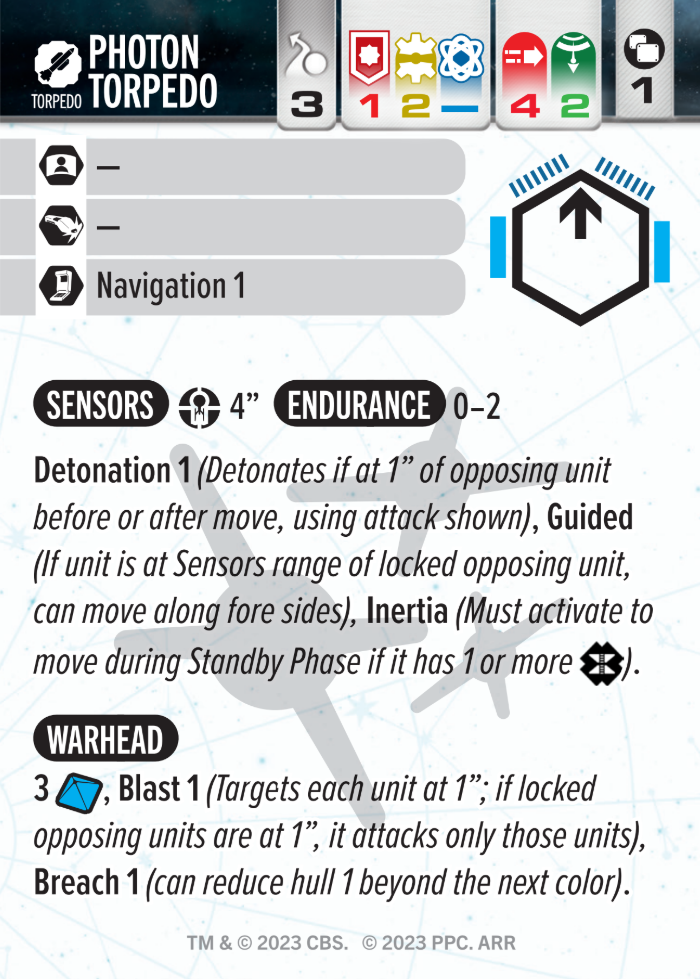 PHOTON
TORPEDO
TORPEDO
3
1 2 —
4 2
1
—
—
Navigation 1
SENSORS 4” ENDURANCE 0–2
Detonation 1 (Detonates if at 1” of opposing unit
before or after move, using attack shown), Guided
(If unit is at Sensors range of locked opposing unit,
can move along fore sides), Inertia (Must activate to
move during Standby Phase if it has 1 or more ).
WARHEAD
3 , Blast 1 (Targets each unit at 1”; if locked
opposing units are at 1”, it attacks only those units),
Breach 1 (can reduce hull 1 beyond the next color).
TM & © 2023 CBS. © 2023 PPC. ARR